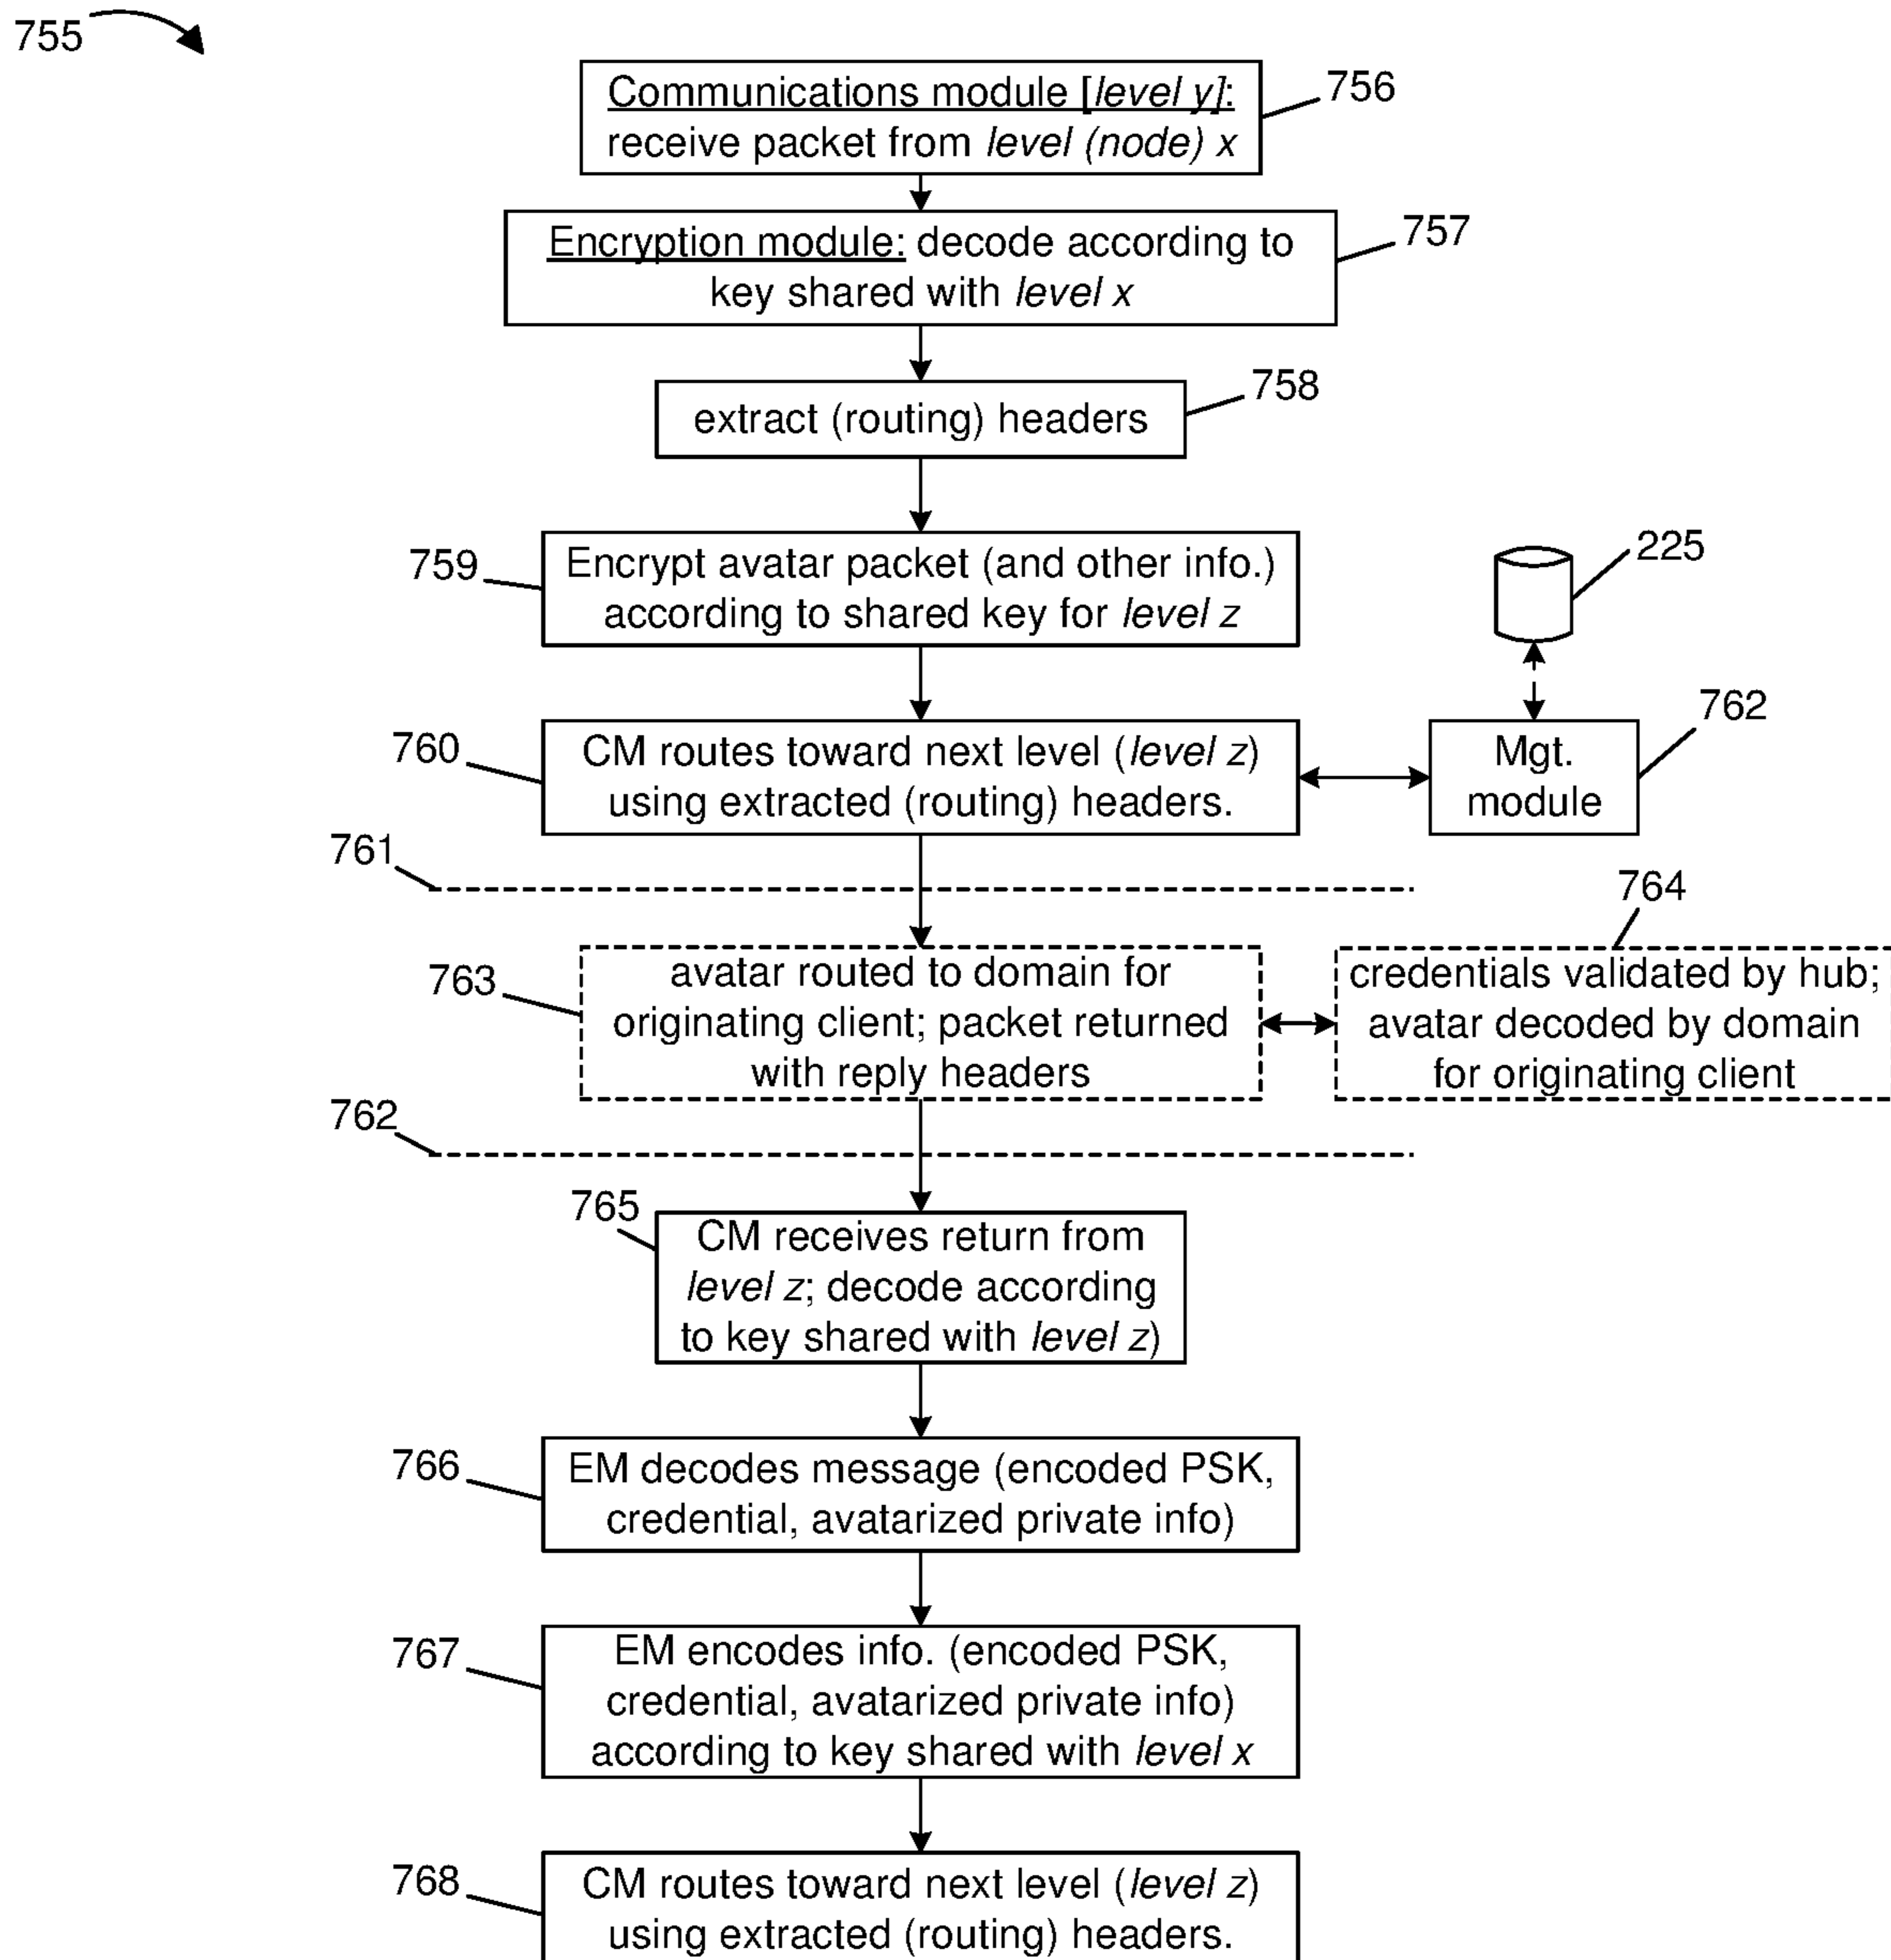 755
Communications module [level y]:
receive packet from level (node) x
756
Encryption module: decode according to
key shared with level x
757
extract (routing) headers
758
759
Encrypt avatar packet (and other info.)
according to shared key for level z
225
760
CM routes toward next level (level z)
using extracted (routing) headers.
Mgt.
module
762
761
763
avatar routed to domain for
originating client; packet returned
with reply headers
764
credentials validated by hub;
avatar decoded by domain
for originating client
762
765
CM receives return from
level z; decode according
to key shared with level z)
766
EM decodes message (encoded PSK,
credential, avatarized private info)
767
EM encodes info. (encoded PSK,
credential, avatarized private info)
according to key shared with level x
768
CM routes toward next level (level z)
using extracted (routing) headers.